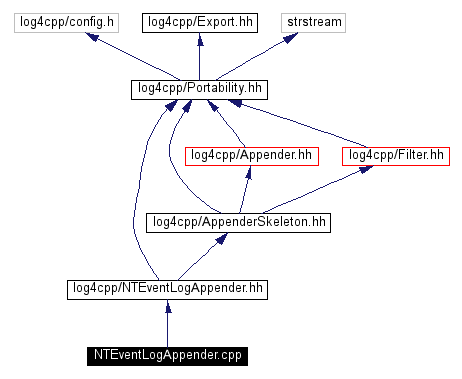 log4cpp/config.h
log4cpp/Export.hh
strstream
log4cpp/Portability.hh
log4cpp/Appender.hh
log4cpp/Filter.hh
log4cpp/AppenderSkeleton.hh
log4cpp/NTEventLogAppender.hh
NTEventLogAppender.cpp